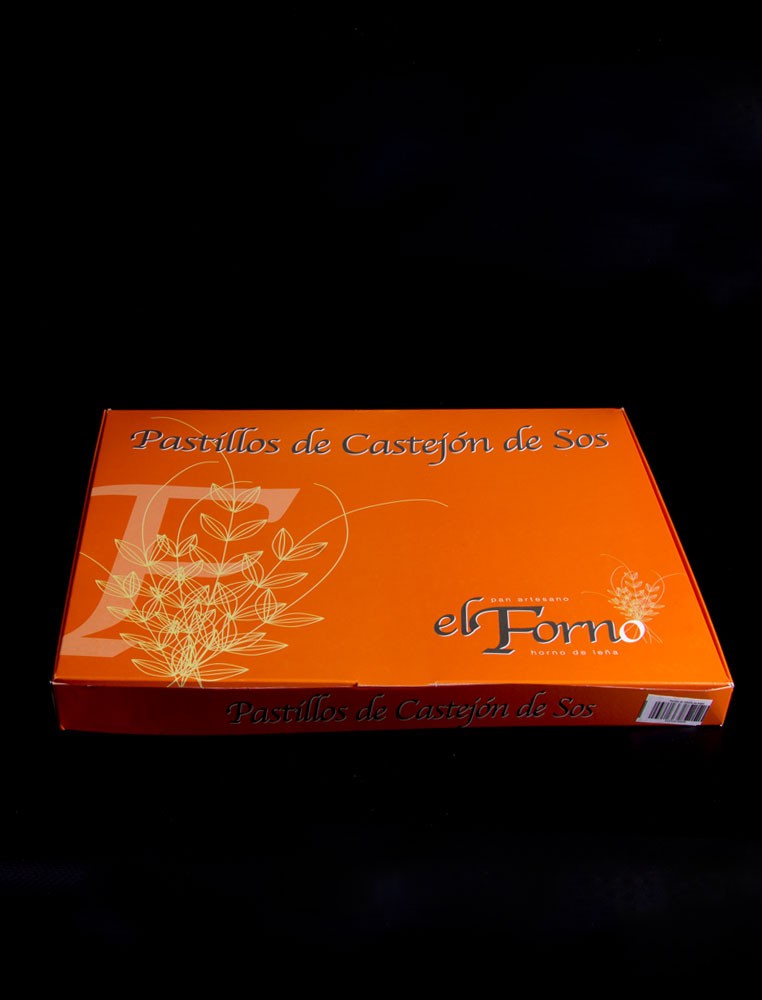 Pastillos de Castejón de Sos
F
pan artesano
el Forno
horno de leña
Pastillos de Castejón de Sos